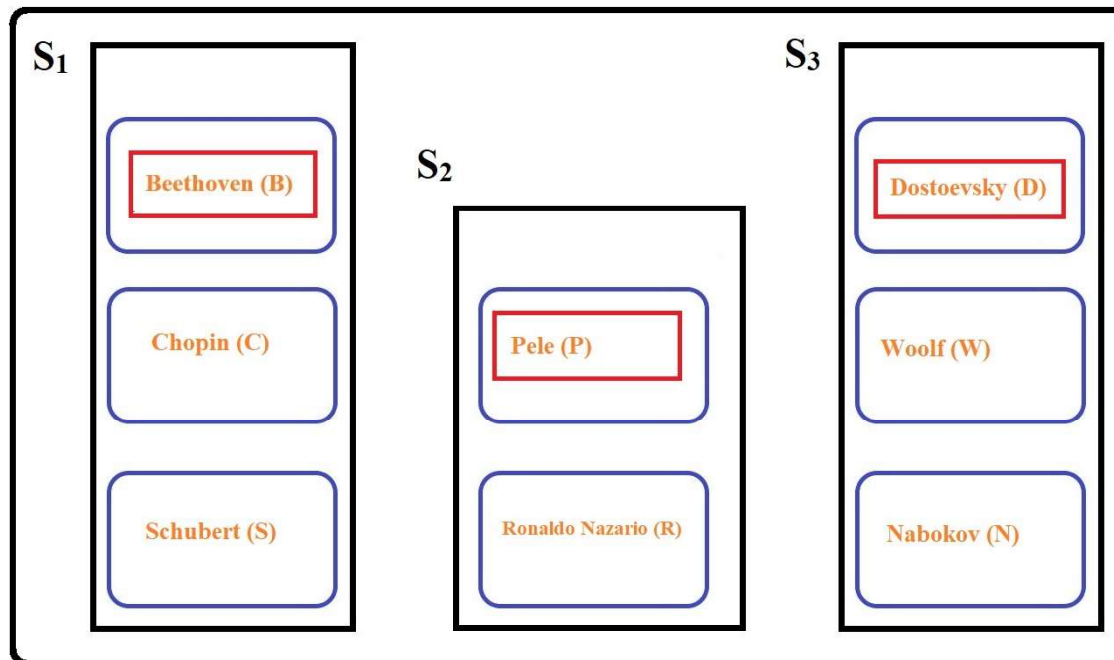 S₁
Beethoven (B)
Chopin (C)
Schubert (S)
S₂
Pele (P)
Ronaldo Nazario (R)
S₃
Dostoevsky (D)
Woolf (W)
Nabokov (N)